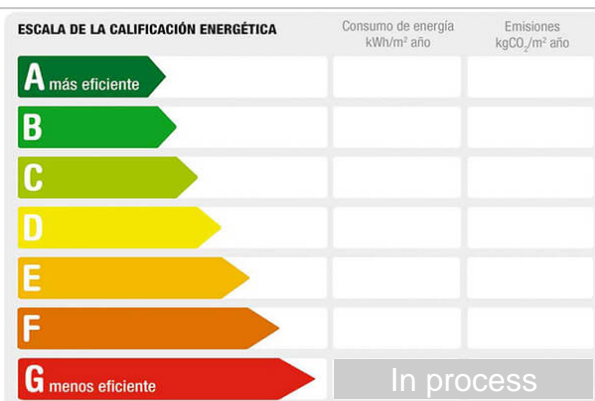 ESCALA DE LA CALIFICACIÓN ENERGÉTICA
Consumo de energía
kWh/m² año
Emisiones
kgCO₂/m² año
A más eficiente
B
C
D
E
F
G menos eficiente
In process